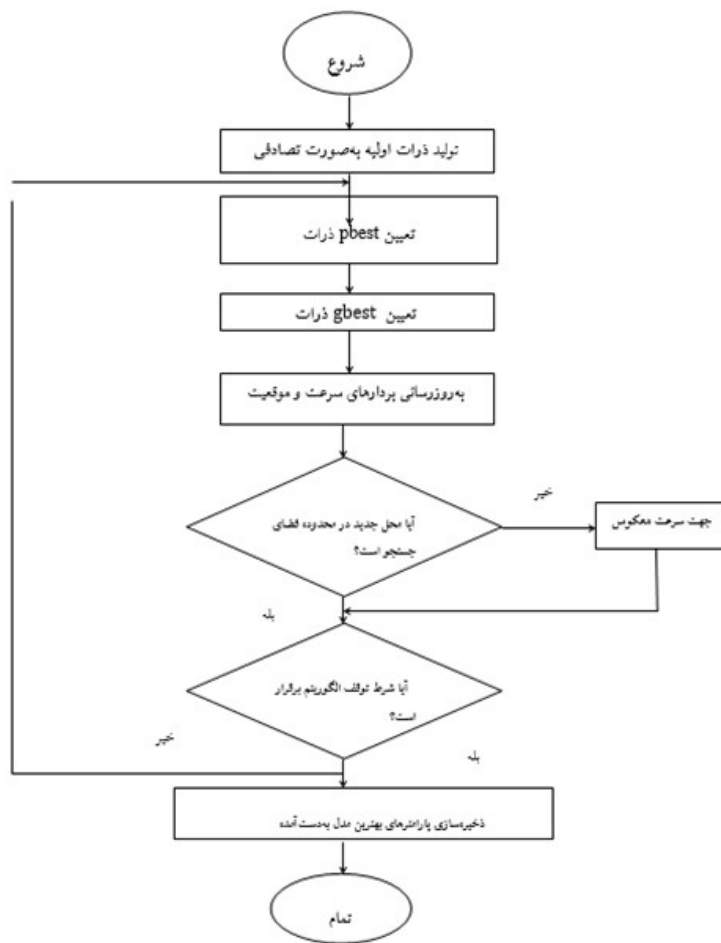 شروع
تولید ذرات اولیه به‌صورت تصادفی
تعیین pbest ذرات
تعیین gbest ذرات
به‌روزرسانی بردارهای سرعت و موقعیت
آیا محل جدید در محدوده فضای
جستجو است؟
خیر
جهت سرعت معکوس
بله
آیا شرط توقف الگوریتم برقرار
است؟
خیر
بله
ذخیره‌سازی پارامترهای بهترین مدل به‌دست‌آمده
تمام